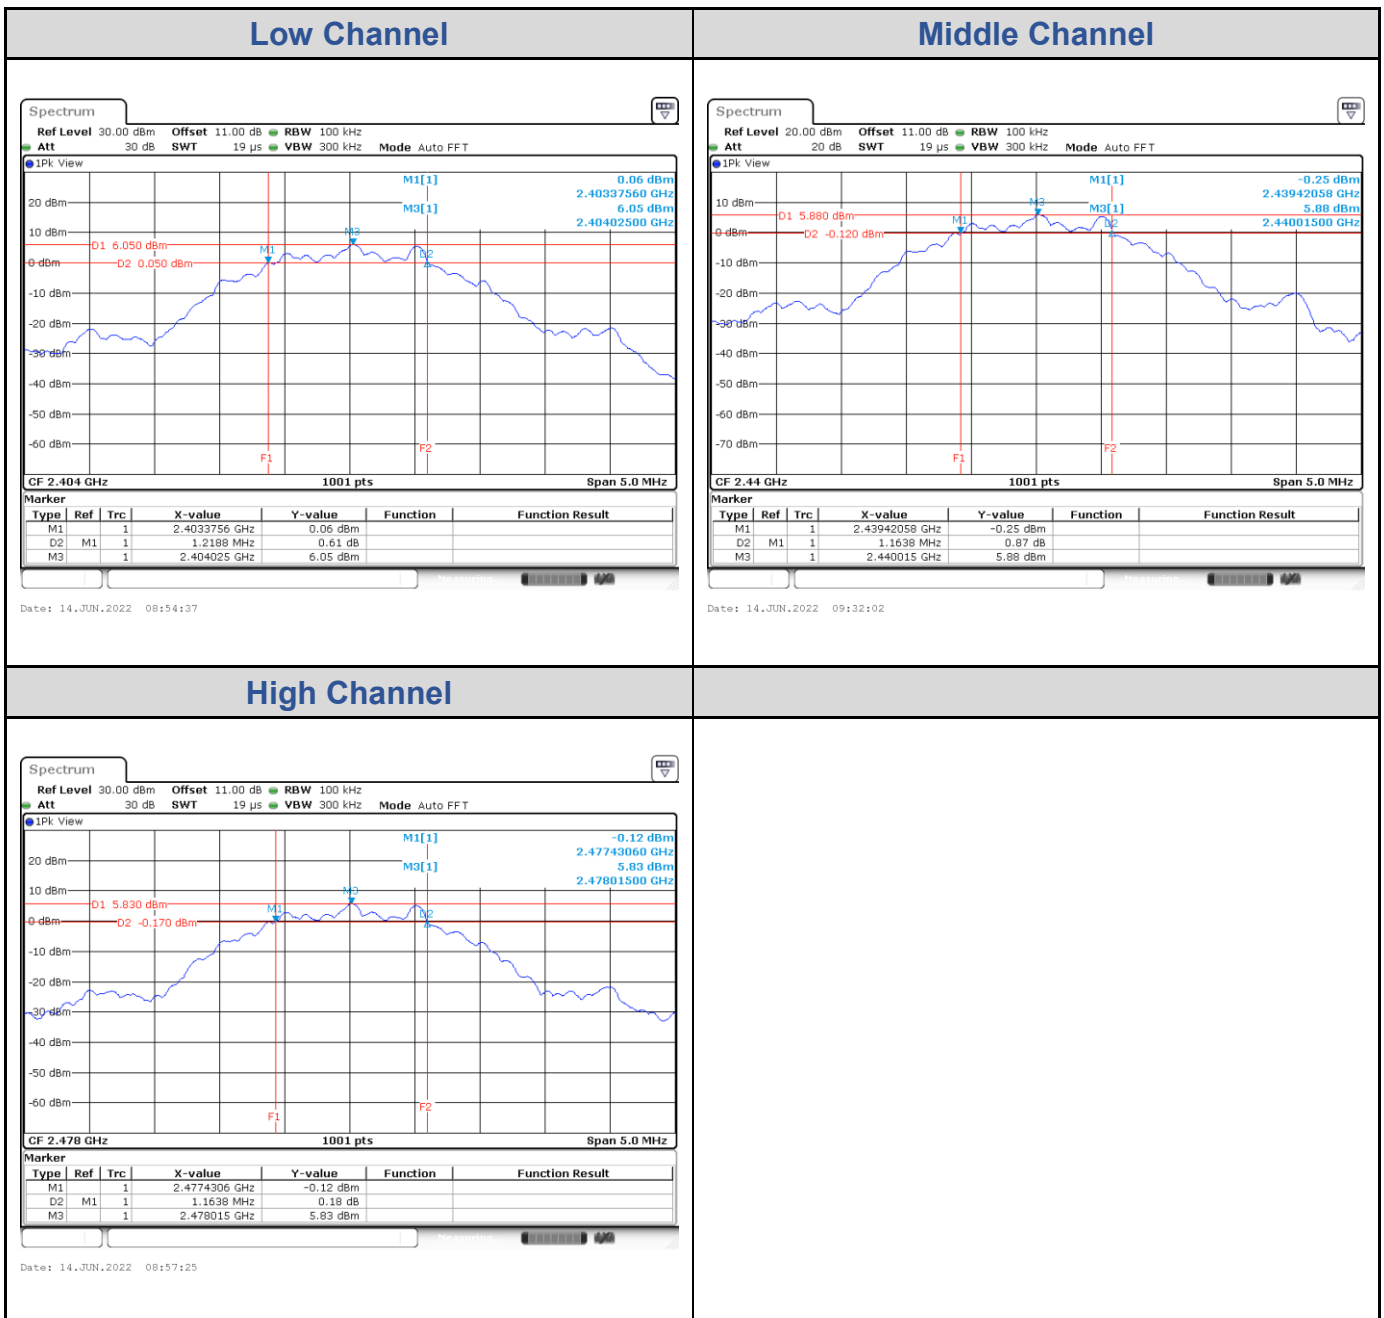 Low Channel
Middle Channel
Spectrum
Ref Level 30.00 dBm Offset 11.00 dB RBW 100 kHz
Att 30 dB SWT 19 µs VBW 300 kHz Mode Auto FFT
1Pk View
M1[1] 0.06 dBm
2.40337560 GHz
M3[1] 6.05 dBm
2.40402500 GHz
20 dBm
10 dBm
D1 6.050 dBm
M1
M3
D2
0 dBm
D2 0.050 dBm
-10 dBm
-20 dBm
-30 dBm
-40 dBm
-50 dBm
-60 dBm
F1
F2
CF 2.404 GHz 1001 pts Span 5.0 MHz
Marker
Type Ref Trc X-value Y-value Function Function Result
M1 1 2.4033756 GHz 0.06 dBm
D2 M1 1 1.2188 MHz 0.61 dB
M3 1 2.404025 GHz 6.05 dBm
Measuring
Date: 14.JUN.2022 08:54:37
Spectrum
Ref Level 20.00 dBm Offset 11.00 dB RBW 100 kHz
Att 20 dB SWT 19 µs VBW 300 kHz Mode Auto FFT
1Pk View
M1[1] -0.25 dBm
2.43942058 GHz
M3[1] 5.88 dBm
2.44001500 GHz
10 dBm
D1 5.880 dBm
M1
M3
D2
0 dBm
D2 -0.120 dBm
-10 dBm
-20 dBm
-30 dBm
-40 dBm
-50 dBm
-60 dBm
-70 dBm
F1
F2
CF 2.44 GHz 1001 pts Span 5.0 MHz
Marker
Type Ref Trc X-value Y-value Function Function Result
M1 1 2.43942058 GHz -0.25 dBm
D2 M1 1 1.1638 MHz 0.87 dB
M3 1 2.440015 GHz 5.88 dBm
Measuring
Date: 14.JUN.2022 09:32:02
High Channel
Spectrum
Ref Level 30.00 dBm Offset 11.00 dB RBW 100 kHz
Att 30 dB SWT 19 µs VBW 300 kHz Mode Auto FFT
1Pk View
M1[1] -0.12 dBm
2.47743060 GHz
M3[1] 5.83 dBm
2.47801500 GHz
20 dBm
10 dBm
D1 5.830 dBm
M1
M3
D2
0 dBm
D2 -0.170 dBm
-10 dBm
-20 dBm
-30 dBm
-40 dBm
-50 dBm
-60 dBm
F1
F2
CF 2.478 GHz 1001 pts Span 5.0 MHz
Marker
Type Ref Trc X-value Y-value Function Function Result
M1 1 2.4774306 GHz -0.12 dBm
D2 M1 1 1.1638 MHz 0.18 dB
M3 1 2.478015 GHz 5.83 dBm
Measuring
Date: 14.JUN.2022 08:57:25